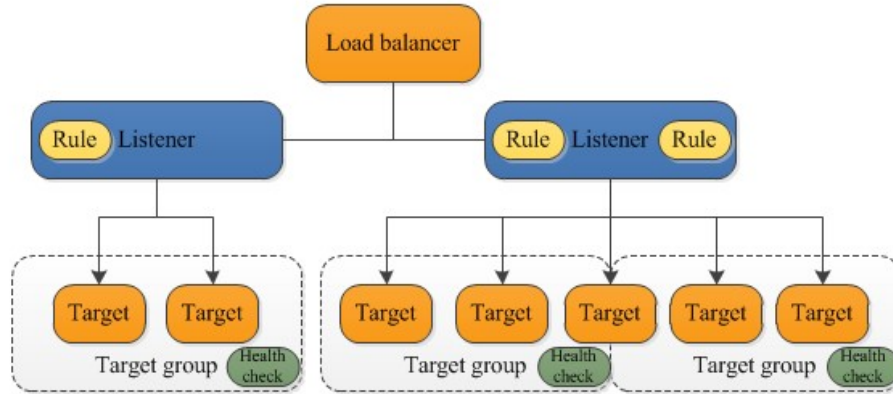 Load balancer
Rule Listener
Rule Listener Rule
Target Target
Target Target Target Target Target
Target group Health check
Target group Health check
Target group Health check